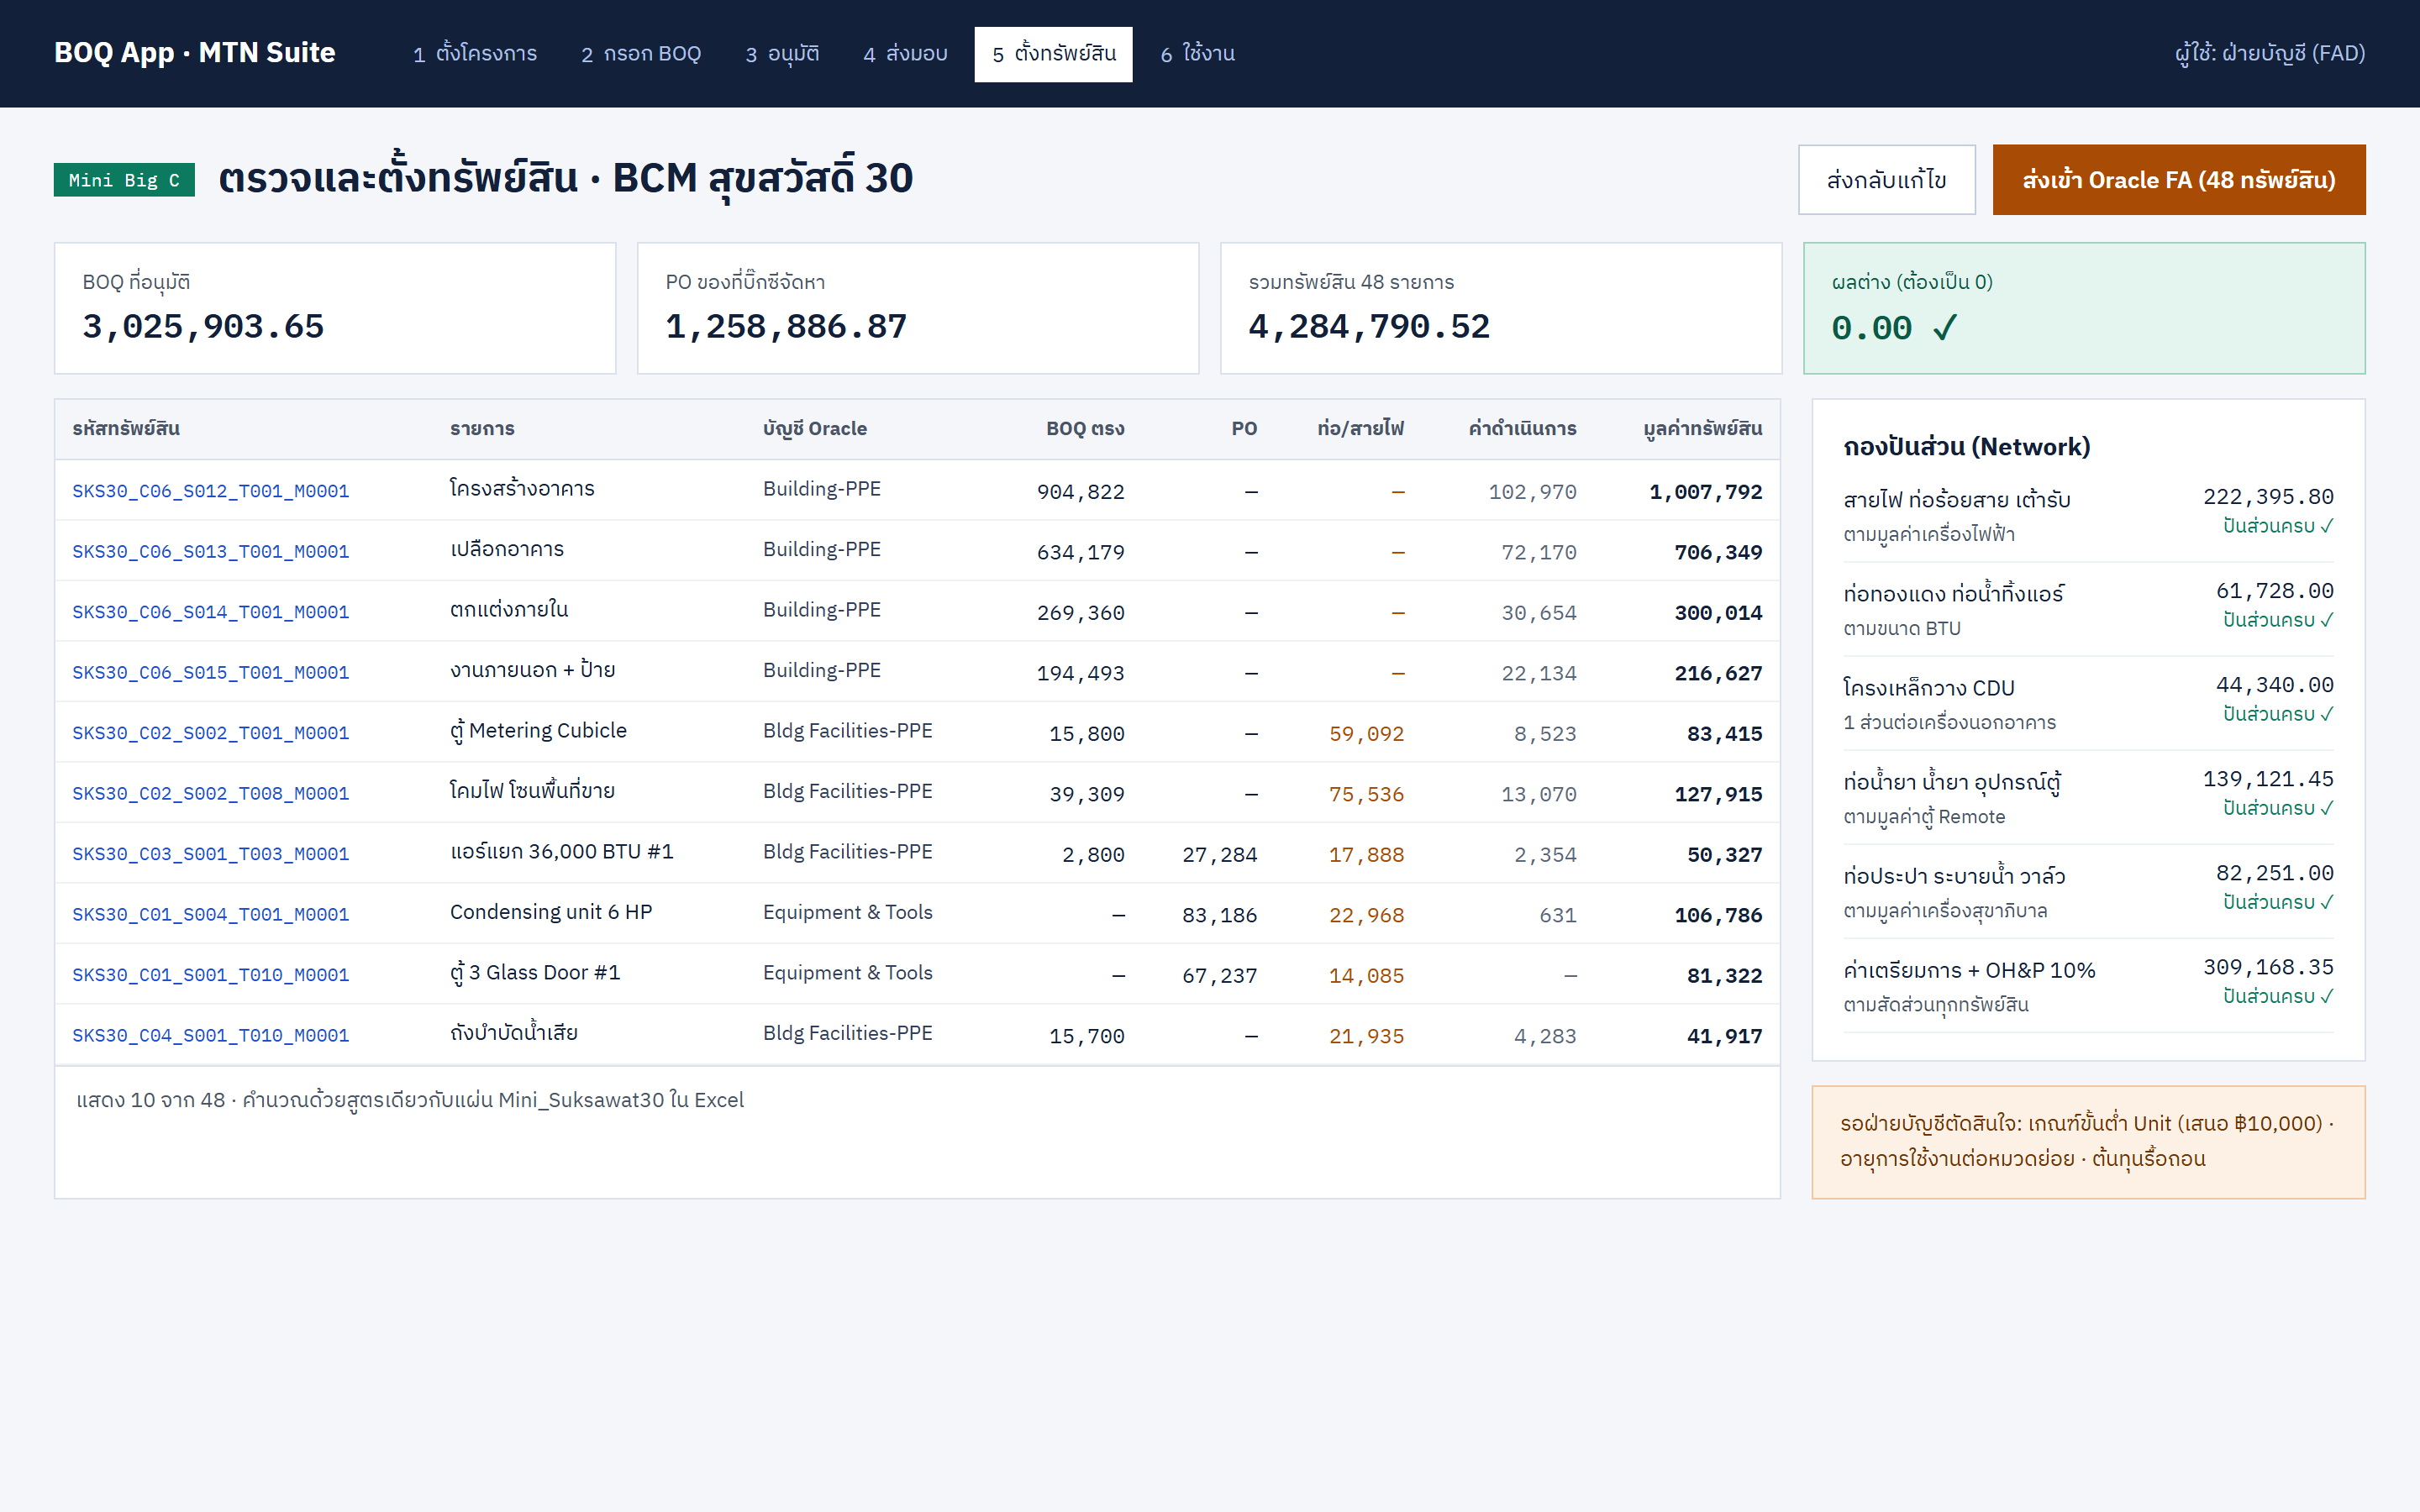 BOQ App · MTN Suite
1 ตั้งโครงการ
2 กรอก BOQ
3 อนุมัติ
4 ส่งมอบ
5 ตั้งทรัพย์สิน
6 ใช้งาน
ผู้ใช้: ฝ่ายบัญชี (FAD)
Mini Big C
ตรวจและตั้งทรัพย์สิน · BCM สุขสวัสดิ์ 30
ส่งกลับแก้ไข
ส่งเข้า Oracle FA (48 ทรัพย์สิน)
BOQ ที่อนุมัติ
3,025,903.65
PO ของที่บิ๊กซีจัดหา
1,258,886.87
รวมทรัพย์สิน 48 รายการ
4,284,790.52
ผลต่าง (ต้องเป็น 0)
0.00 ✓
รหัสทรัพย์สิน รายการ บัญชี Oracle BOQ ตรง PO ท่อ/สายไฟ ค่าดำเนินการ มูลค่าทรัพย์สิน
SKS30_C06_S012_T001_M0001 โครงสร้างอาคาร Building-PPE 904,822 — — 102,970 1,007,792
SKS30_C06_S013_T001_M0001 เปลือกอาคาร Building-PPE 634,179 — — 72,170 706,349
SKS30_C06_S014_T001_M0001 ตกแต่งภายใน Building-PPE 269,360 — — 30,654 300,014
SKS30_C06_S015_T001_M0001 งานภายนอก + ป้าย Building-PPE 194,493 — — 22,134 216,627
SKS30_C02_S002_T001_M0001 ตู้ Metering Cubicle Bldg Facilities-PPE 15,800 — 59,092 8,523 83,415
SKS30_C02_S002_T008_M0001 โคมไฟ โซนพื้นที่ขาย Bldg Facilities-PPE 39,309 — 75,536 13,070 127,915
SKS30_C03_S001_T003_M0001 แอร์แยก 36,000 BTU #1 Bldg Facilities-PPE 2,800 27,284 17,888 2,354 50,327
SKS30_C01_S004_T001_M0001 Condensing unit 6 HP Equipment & Tools — 83,186 22,968 631 106,786
SKS30_C01_S001_T010_M0001 ตู้ 3 Glass Door #1 Equipment & Tools — 67,237 14,085 — 81,322
SKS30_C04_S001_T010_M0001 ถังบำบัดน้ำเสีย Bldg Facilities-PPE 15,700 — 21,935 4,283 41,917
แสดง 10 จาก 48 · คำนวณด้วยสูตรเดียวกับแผ่น Mini_Suksawat30 ใน Excel
กองปันส่วน (Network)
สายไฟ ท่อร้อยสาย เต้ารับ 222,395.80
ตามมูลค่าเครื่องไฟฟ้า ปันส่วนครบ ✓
ท่อทองแดง ท่อน้ำทิ้งแอร์ 61,728.00
ตามขนาด BTU ปันส่วนครบ ✓
โครงเหล็กวาง CDU 44,340.00
1 ส่วนต่อเครื่องนอกอาคาร ปันส่วนครบ ✓
ท่อน้ำยา น้ำยา อุปกรณ์ตู้ 139,121.45
ตามมูลค่าตู้ Remote ปันส่วนครบ ✓
ท่อประปา ระบายน้ำ วาล์ว 82,251.00
ตามมูลค่าเครื่องสุขาภิบาล ปันส่วนครบ ✓
ค่าเตรียมการ + OH&P 10% 309,168.35
ตามสัดส่วนทุกทรัพย์สิน ปันส่วนครบ ✓
รอฝ่ายบัญชีตัดสินใจ: เกณฑ์ขั้นต่ำ Unit (เสนอ ฿10,000) ·
อายุการใช้งานต่อหมวดย่อย · ต้นทุนรื้อถอน